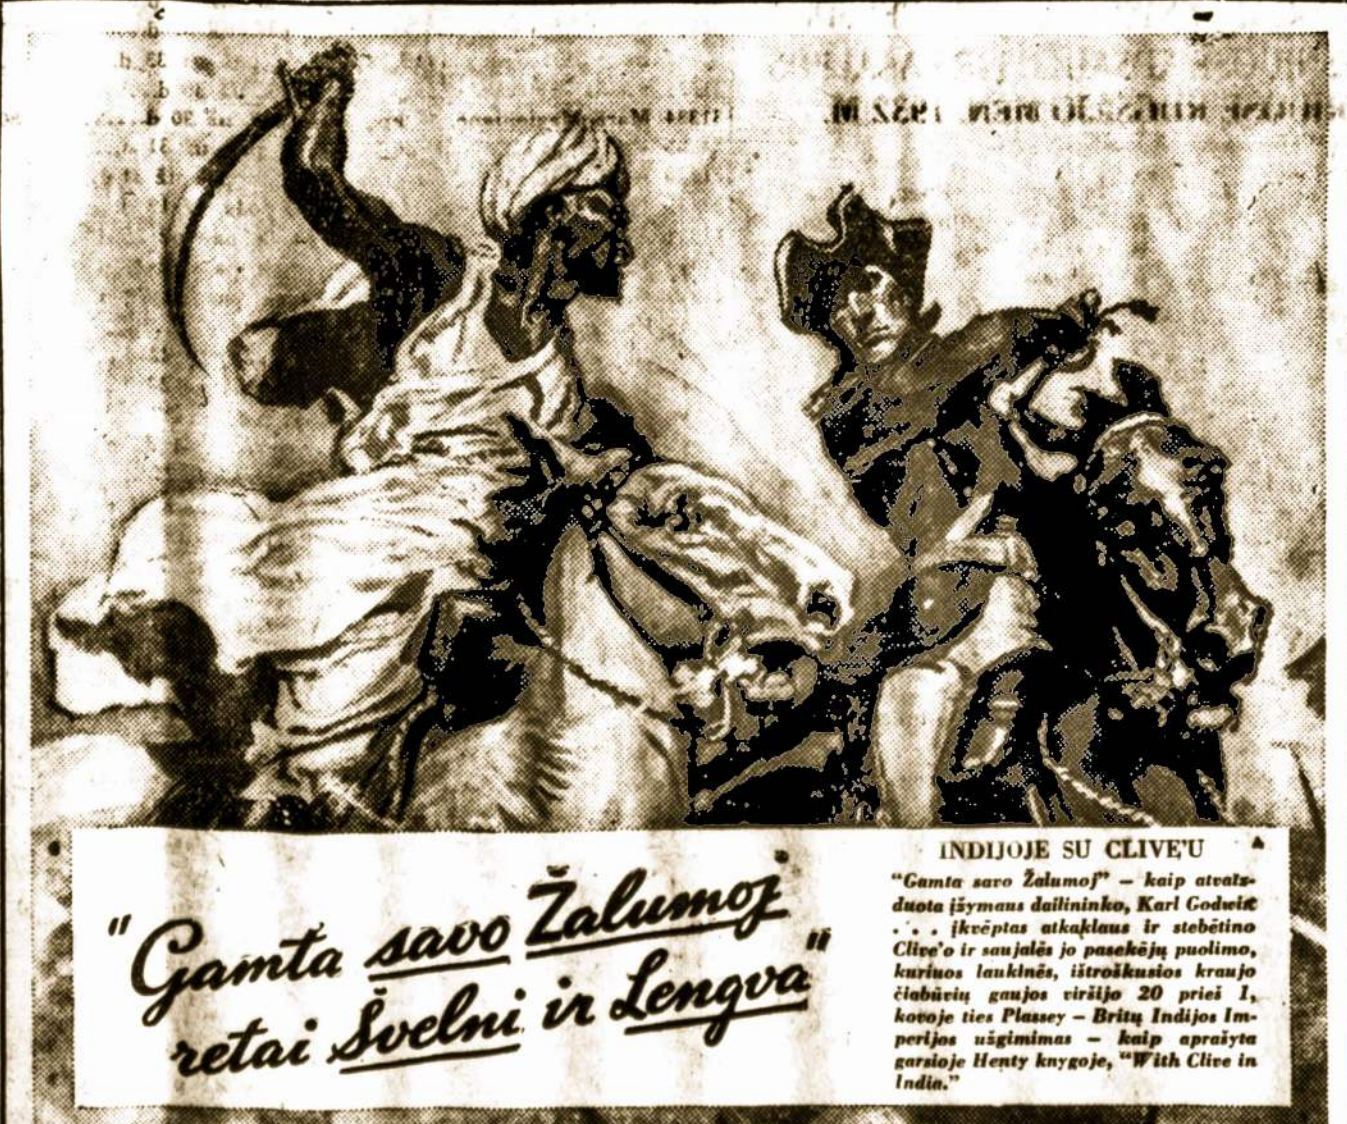 "Gamta savo Žalumoj
retai Švelni ir Lengva"
INDIJOJE SU CLIVE'U
"Gamta savo Žalumoj" — kaip atvaiz-
duota įžymaus dailininko, Karl Godwin
. . . įkvėptas atkaklaus ir stebėtino
Clive'o ir saujalės jo pasekėjų puolimo,
kuriuos laukinės, ištroškusios kraujo
čiabūvių gaujos viršijo 20 prieš 1,
kovoje ties Plassey — Britų Indijos Im-
perijos užgimimas — kaip aprašyta
garsioje Henty knygoje, "With Clive in
India."